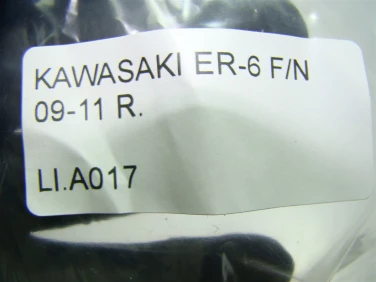 KAWASAKI ER-6 F/N
09-11 R.
LI.A017